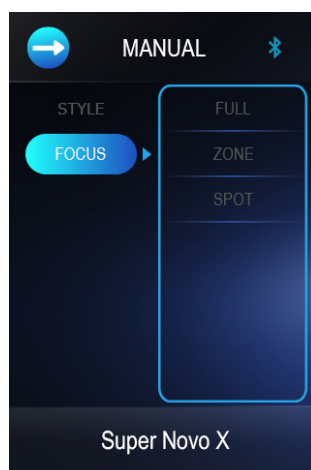 MANUAL
STYLE
FULL
FOCUS
ZONE
SPOT
Super Novo X